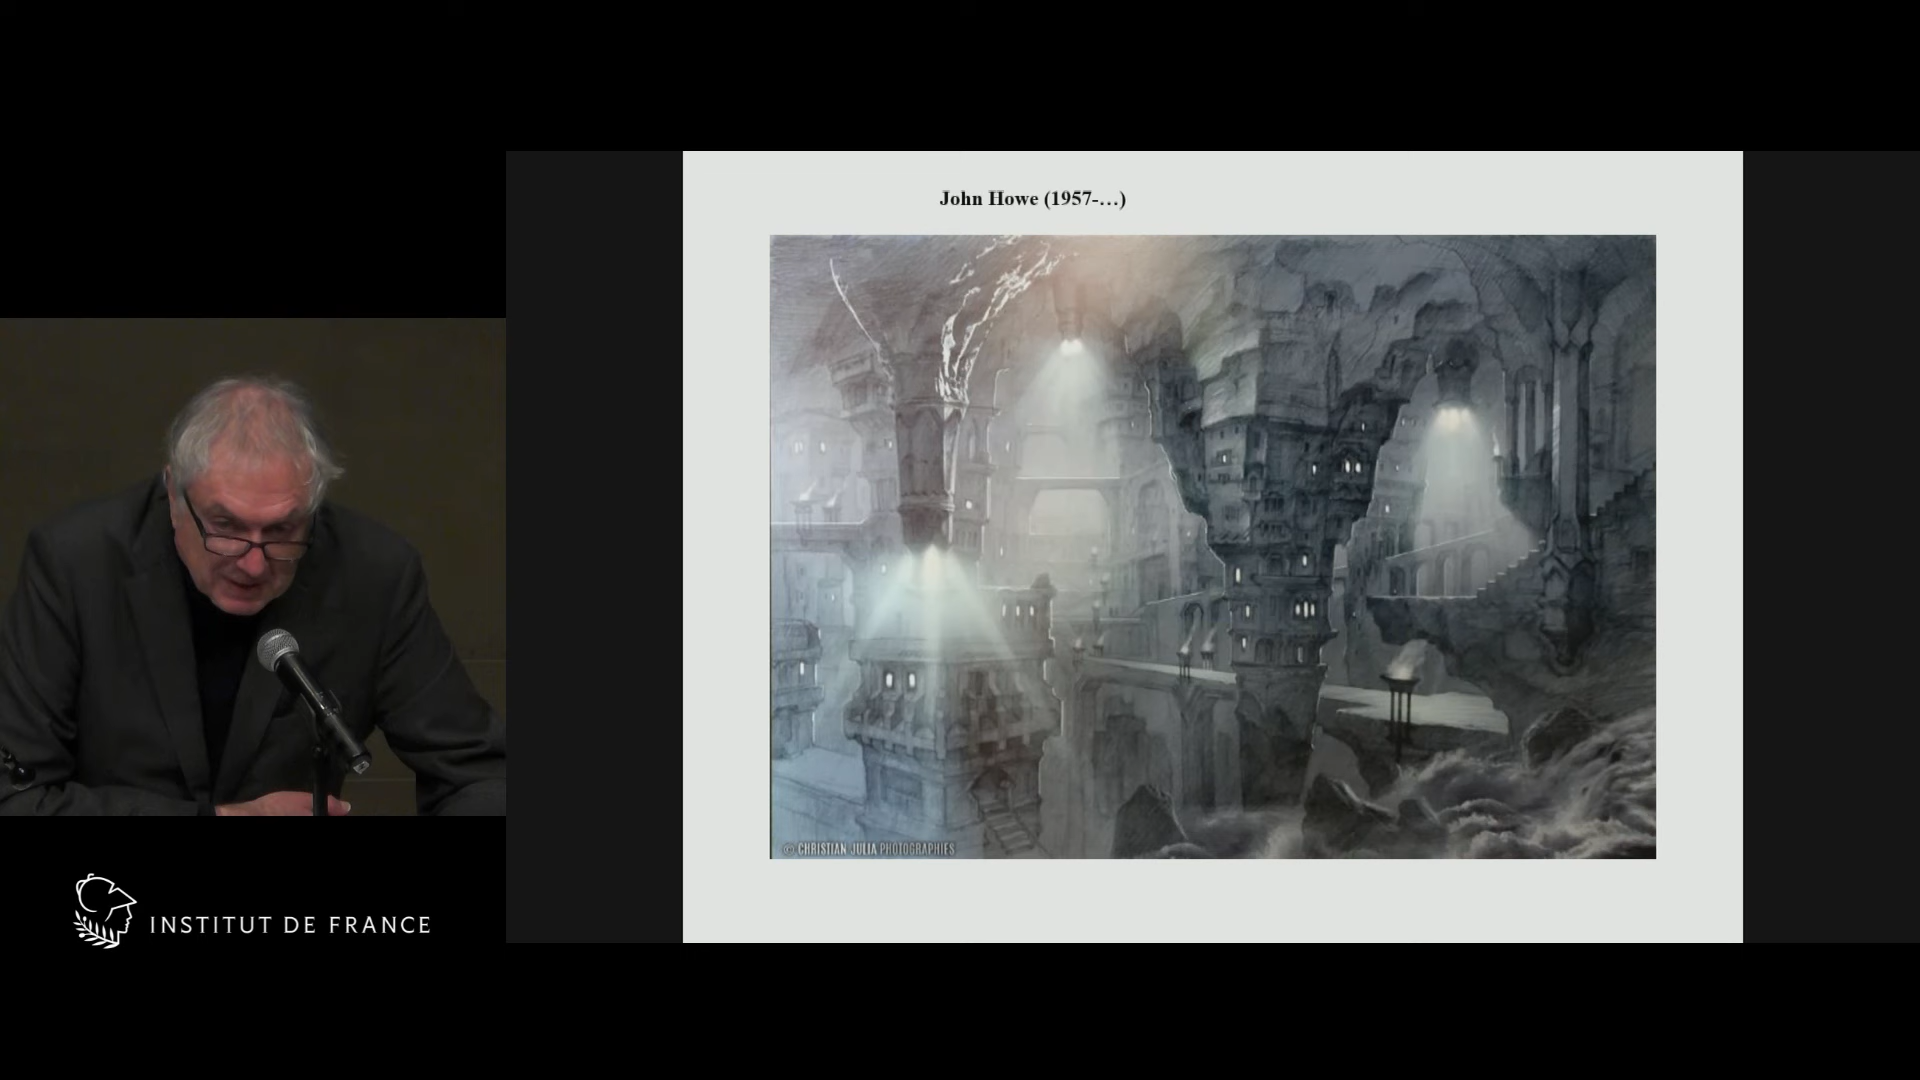 John Howe (1957-…)
© CHRISTIAN JULIA PHOTOGRAPHIES
INSTITUT DE FRANCE